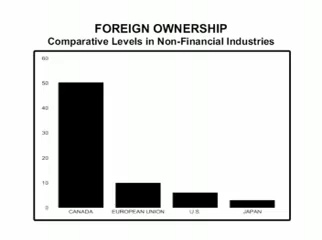 FOREIGN OWNERSHIP
Comparative Levels in Non-Financial Industries
60
50
40
30
20
10
0
CANADA EUROPEAN UNION U.S JAPAN